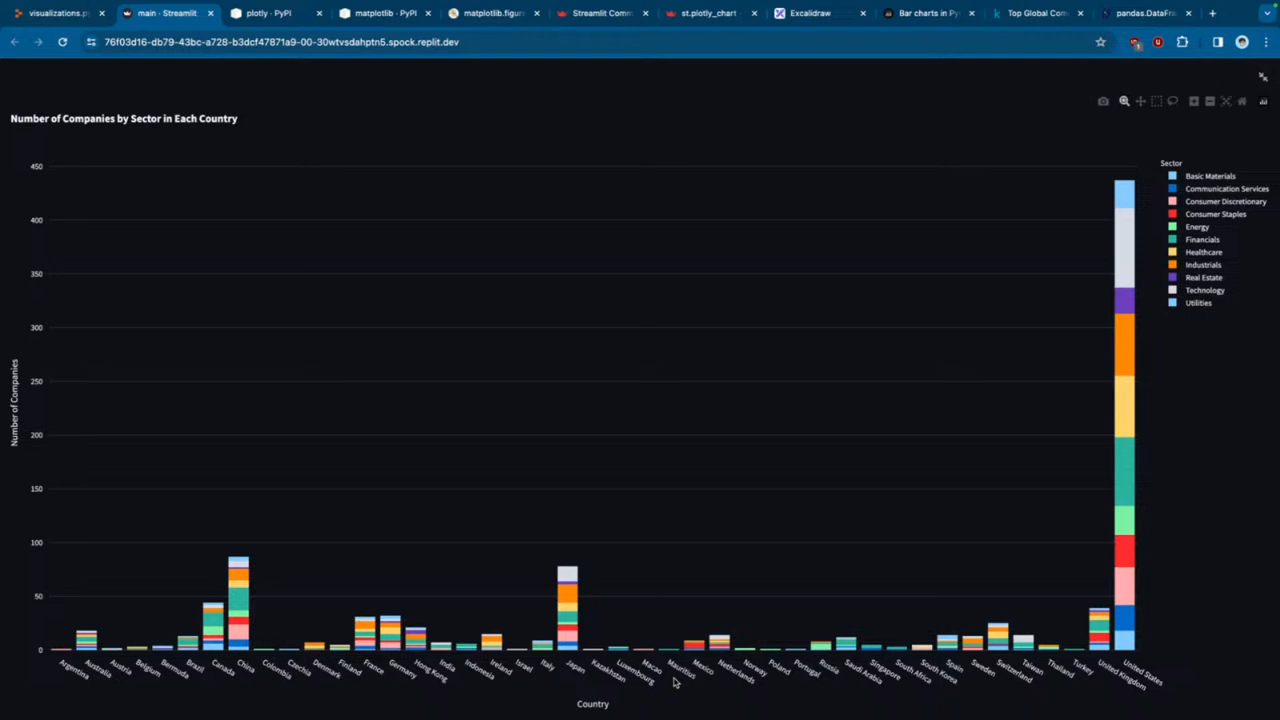 visualizations.p
main · Streamlit
plotly · PyPI
matplotlib · PyPI
matplotlib.figur
Streamlit Comm
st.plotly_chart ·
Excalidraw
Bar charts in Py
Top Global Com
pandas.DataFra
76f03d16-db79-43bc-a728-b3dcf47871a9-00-30wtvsdahptn5.spock.replit.dev
Number of Companies by Sector in Each Country
Sector
Basic Materials
Communication Services
Consumer Discretionary
Consumer Staples
Energy
Financials
Healthcare
Industrials
Real Estate
Technology
Utilities
450
400
350
300
250
200
150
100
50
0
Number of Companies
Argentina
Australia
Austria
Belgium
Bermuda
Brazil
Canada
China
Colombia
Czechia
Denmark
Finland
France
Germany
Hong Kong
India
Indonesia
Ireland
Israel
Italy
Japan
Kazakhstan
Luxembourg
Macao
Mauritius
Mexico
Netherlands
Norway
Poland
Portugal
Russia
Saudi Arabia
Singapore
South Africa
South Korea
Spain
Sweden
Switzerland
Taiwan
Thailand
Turkey
United Kingdom
United States
Country